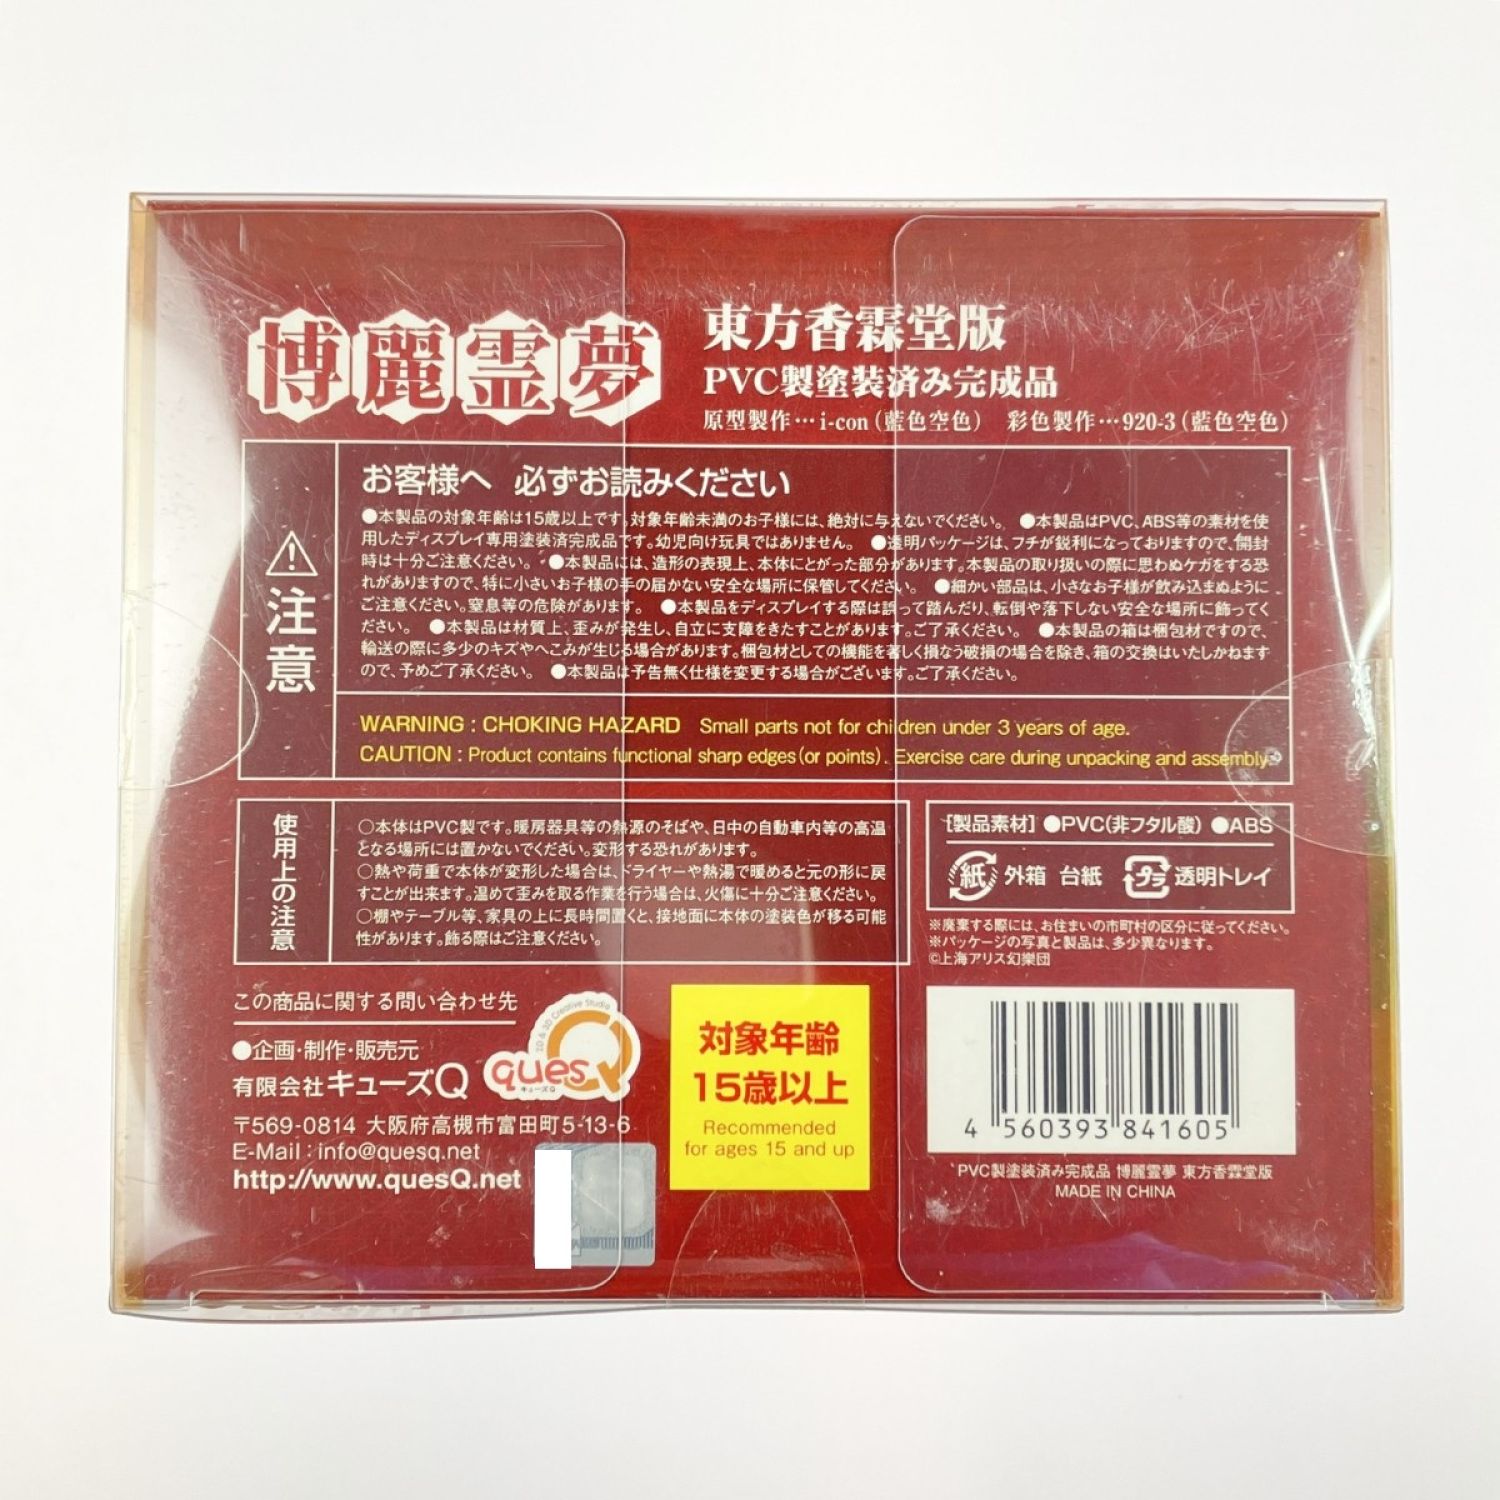 博麗霊夢
東方香霖堂版
PVC製塗装済み完成品
原型製作…i-con(藍色空色) 彩色製作…920-3(藍色空色)
注意
お客様へ 必ずお読みください
●本製品の対象年齢は15歳以上です。対象年齢未満のお子様には、絶対に与えないでください。 ●本製品はPVC、ABS等の素材を使
用したディスプレイ専用塗装済完成品です。幼児向け玩具ではありません。 ●透明パッケージは、フチが鋭利になっておりますので、開封
時は十分ご注意ください。 ●本製品には、造形の表現上、本体にとがった部分があります。本製品の取り扱いの際に思わぬケガをする恐
れがありますので、特に小さいお子様の手の届かない安全な場所に保管してください。 ●細かい部品は、小さなお子様が飲み込まぬように
ご注意ください。窒息等の危険があります。 ●本製品をディスプレイする際は誤って踏んだり、転倒や落下しない安全な場所に飾ってく
ださい。 ●本製品は材質上、歪みが発生し、自立に支障をきたすことがあります。ご了承ください。 ●本製品の箱は梱包材ですので、
輸送の際に多少のキズやへこみが生じる場合があります。梱包材としての機能を著しく損なう破損の場合を除き、箱の交換はいたしかねます
ので、予めご了承ください。 ●本製品は予告無く仕様を変更する場合がございます。ご了承ください。
WARNING : CHOKING HAZARD Small parts not for children under 3 years of age.
CAUTION : Product contains functional sharp edges(or points). Exercise care during unpacking and assembly.
使用上の注意
○本体はPVC製です。暖房器具等の熱源のそばや、日中の自動車内等の高温
となる場所には置かないでください。変形する恐れがあります。
○熱や荷重で本体が変形した場合は、ドライヤーや熱湯で暖めると元の形に戻
すことが出来ます。温めて歪みを取る作業を行う場合は、火傷に十分ご注意ください。
○棚やテーブル等、家具の上に長時間置くと、接地面に本体の塗装色が移る可能
性があります。飾る際はご注意ください。
[製品素材] ●PVC(非フタル酸) ●ABS
紙 外箱 台紙 プラ 透明トレイ
※廃棄する際には、お住まいの市町村の区分に従ってください。
※パッケージの写真と製品は、多少異なります。
©上海アリス幻樂団
この商品に関する問い合わせ先
●企画・制作・販売元
有限会社キューズQ
2D & 3D Creative Studio
quesQ
キューズQ
〒569-0814 大阪府高槻市富田町5-13-6
E-Mail : info@quesq.net
http://www.quesQ.net
対象年齢
15歳以上
Recommended
for ages 15 and up
4 560393 841605
PVC製塗装済み完成品 博麗霊夢 東方香霖堂版
MADE IN CHINA